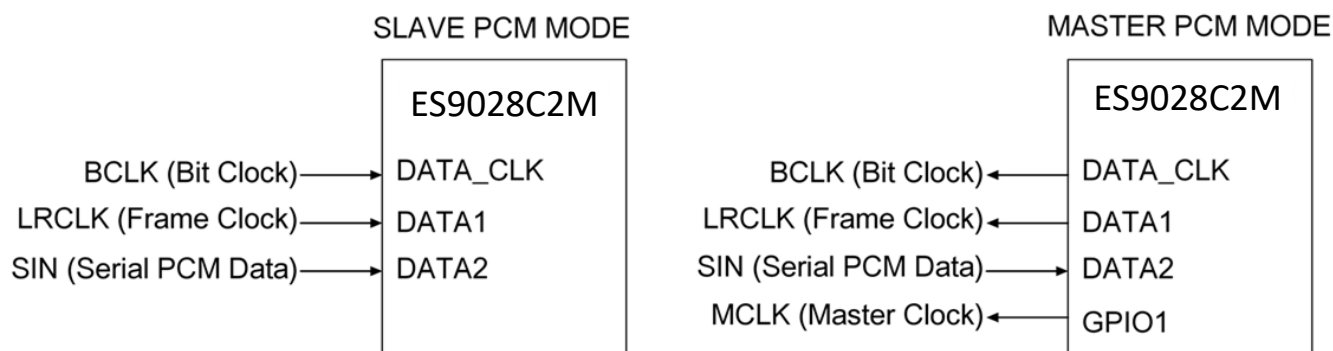 SLAVE PCM MODE
ES9028C2M
BCLK (Bit Clock) DATA_CLK
LRCLK (Frame Clock) DATA1
SIN (Serial PCM Data) DATA2
MASTER PCM MODE
ES9028C2M
BCLK (Bit Clock) DATA_CLK
LRCLK (Frame Clock) DATA1
SIN (Serial PCM Data) DATA2
MCLK (Master Clock) GPIO1